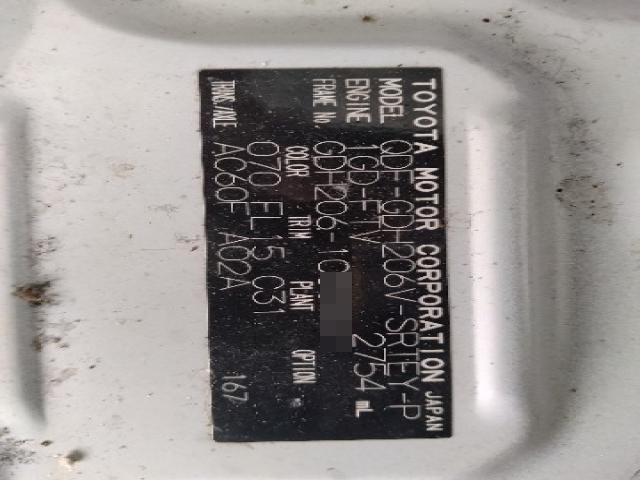 TOYOTA MOTOR CORPORATION JAPAN
MODEL QDF-GDH206V-SRTEY-P
ENGINE 1GD-FTV 2754 mL
FRAME No. GDH206-10
COLOR TRIM PLANT OPTION
070 FL15 C31
TRANS./AXLE AC60F A02A
167